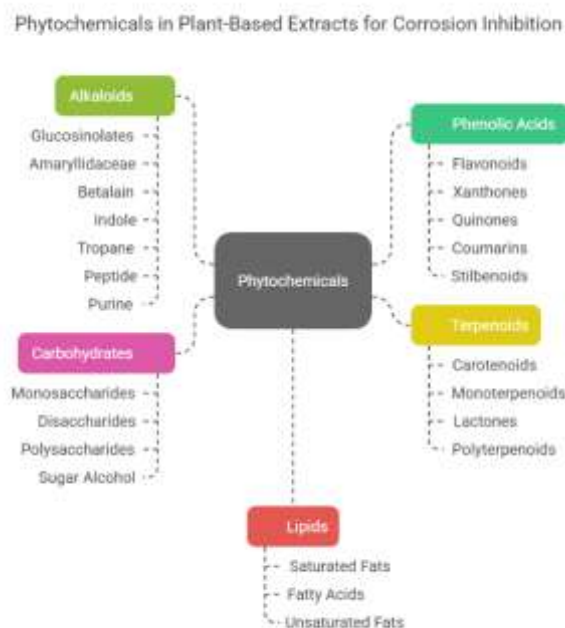 Phytochemicals in Plant-Based Extracts for Corrosion Inhibition
Alkaloids
Glucosinolates
Amaryllidaceae
Betalain
Indole
Tropane
Peptide
Purine
Carbohydrates
Monosaccharides
Disaccharides
Polysaccharides
Sugar Alcohol
Phytochemicals
Phenolic Acids
Flavonoids
Xanthones
Quinones
Coumarins
Stilbenoids
Terpenoids
Carotenoids
Monoterpenoids
Lactones
Polyterpenoids
Lipids
Saturated Fats
Fatty Acids
Unsaturated Fats